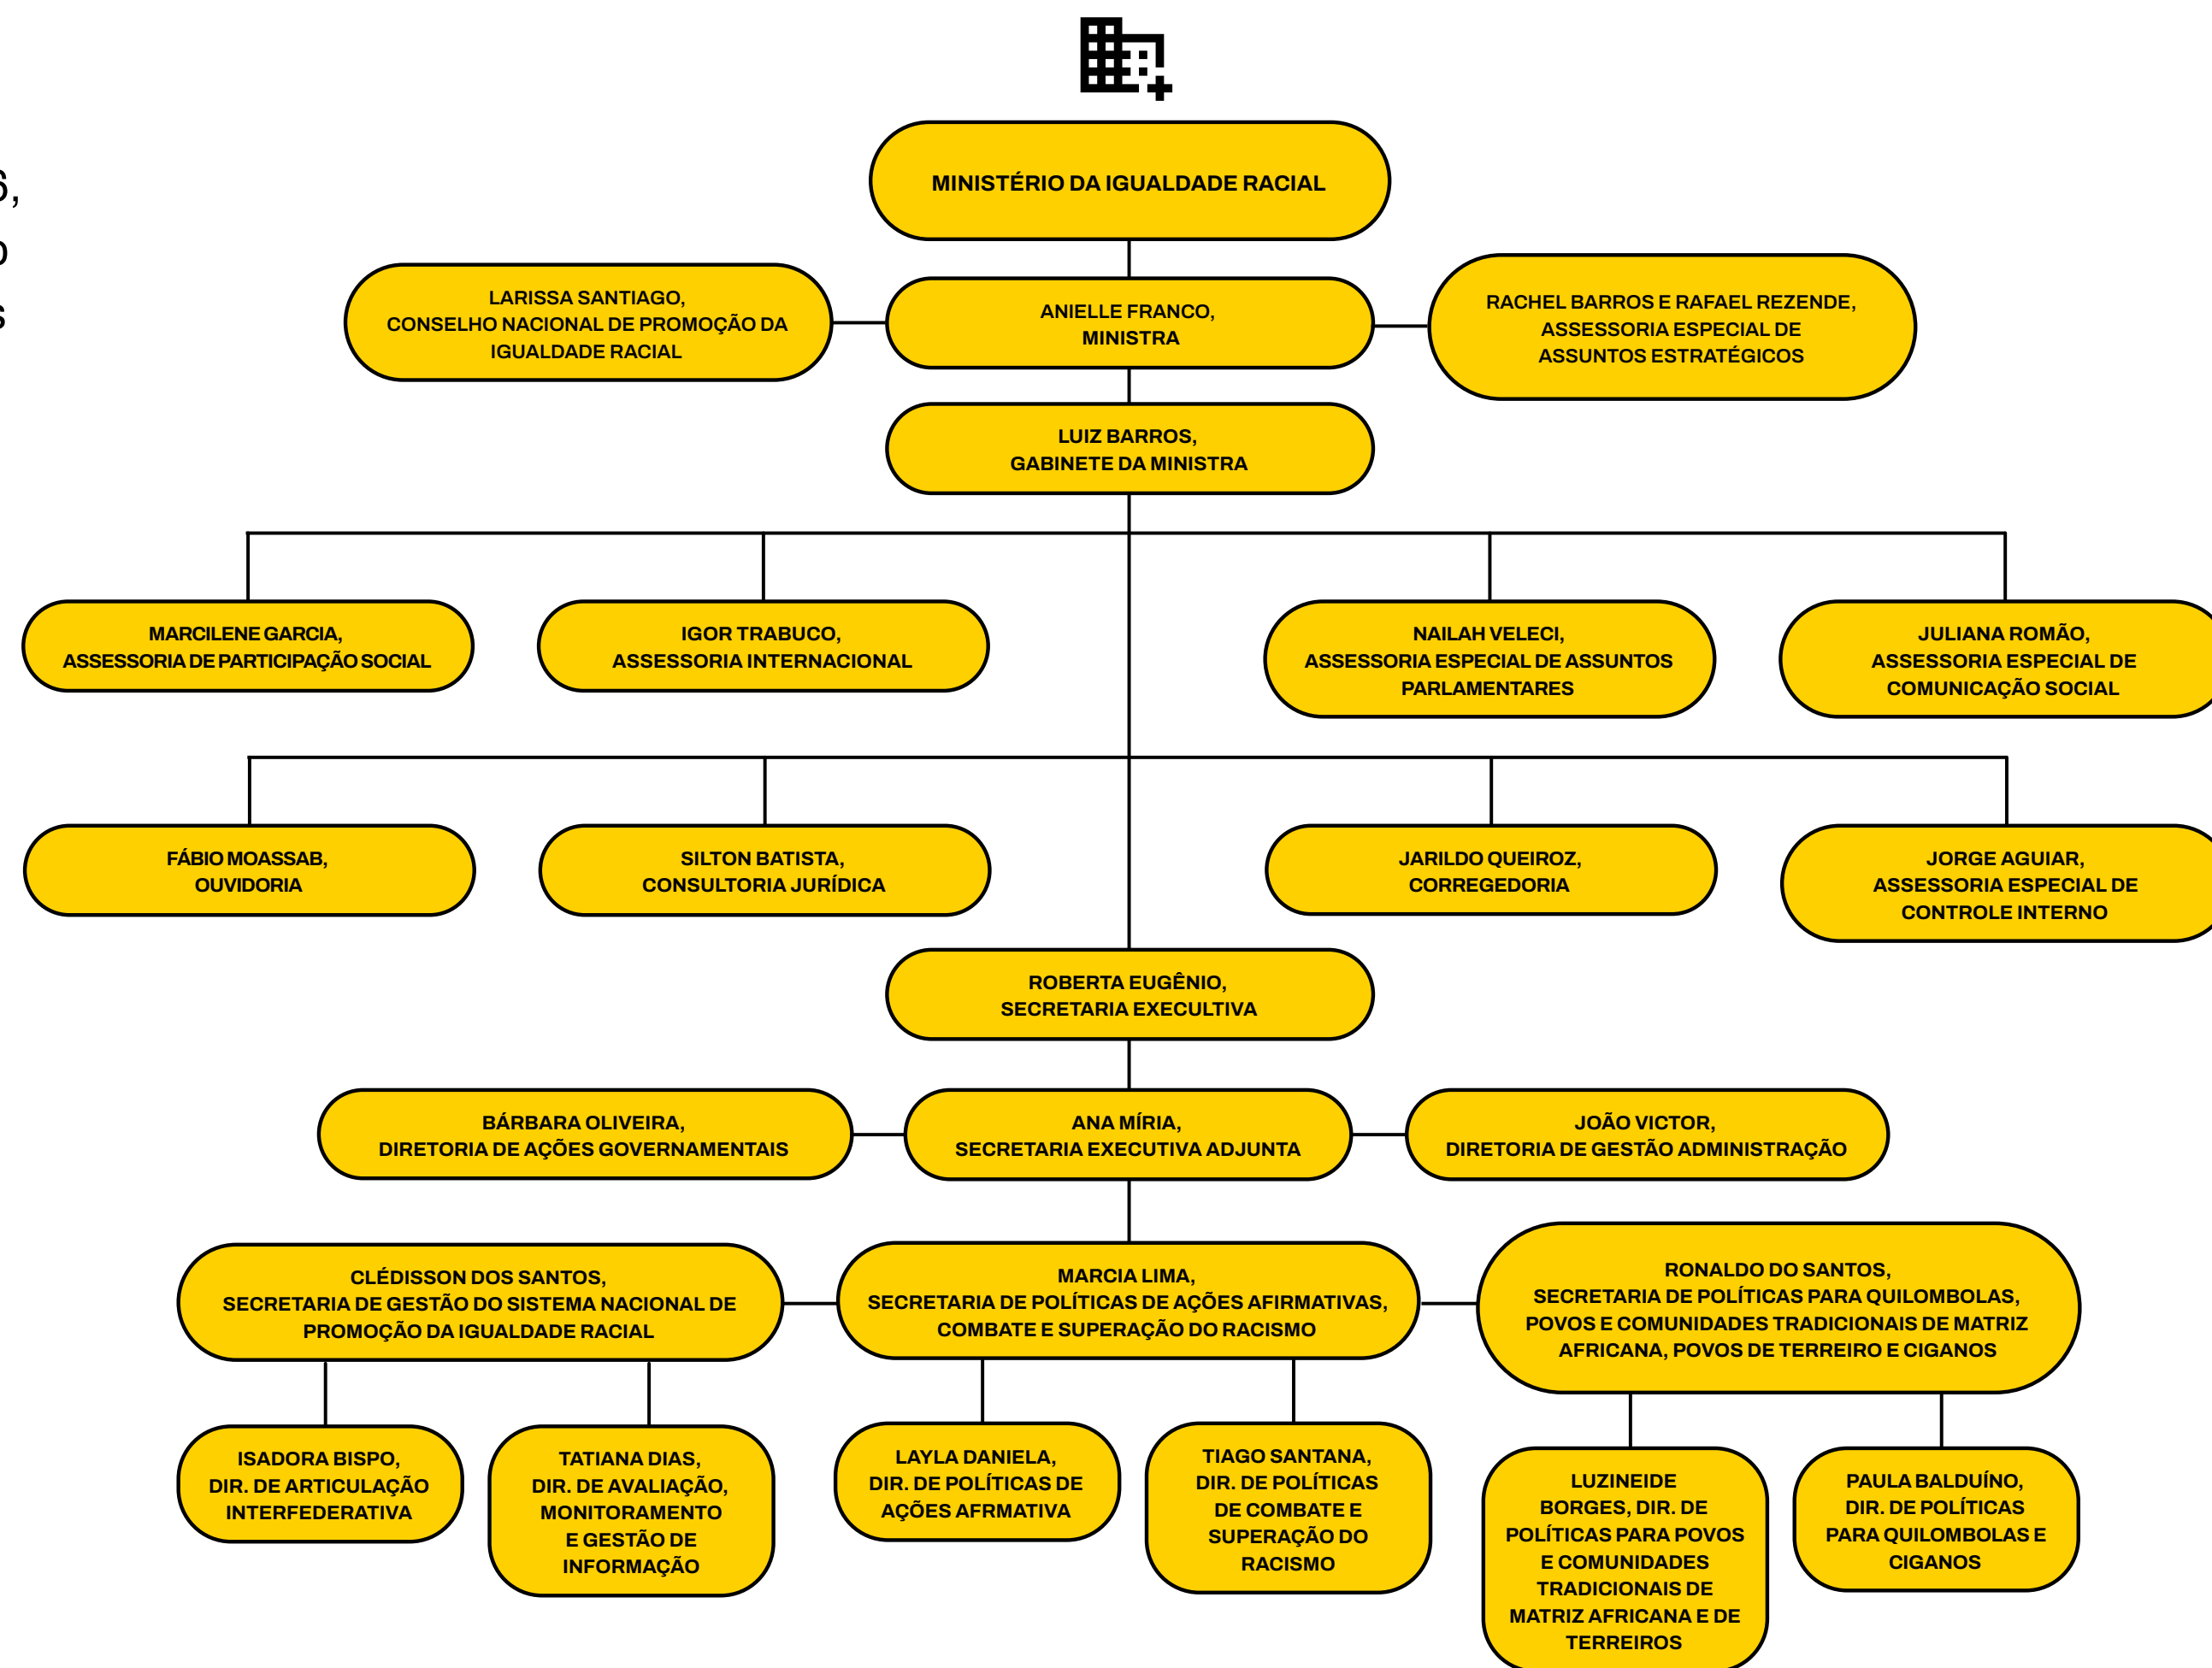 MINISTÉRIO DA IGUALDADE RACIAL
LARISSA SANTIAGO,
CONSELHO NACIONAL DE PROMOÇÃO DA
IGUALDADE RACIAL
ANIELLE FRANCO,
MINISTRA
RACHEL BARROS E RAFAEL REZENDE,
ASSESSORIA ESPECIAL DE
ASSUNTOS ESTRATÉGICOS
LUIZ BARROS,
GABINETE DA MINISTRA
MARCILENE GARCIA,
ASSESSORIA DE PARTICIPAÇÃO SOCIAL
IGOR TRABUCO,
ASSESSORIA INTERNACIONAL
NAILAH VELECI,
ASSESSORIA ESPECIAL DE ASSUNTOS
PARLAMENTARES
JULIANA ROMÃO,
ASSESSORIA ESPECIAL DE
COMUNICAÇÃO SOCIAL
FÁBIO MOASSAB,
OUVIDORIA
SILTON BATISTA,
CONSULTORIA JURÍDICA
JARILDO QUEIROZ,
CORREGEDORIA
JORGE AGUIAR,
ASSESSORIA ESPECIAL DE
CONTROLE INTERNO
ROBERTA EUGÊNIO,
SECRETARIA EXECULTIVA
BÁRBARA OLIVEIRA,
DIRETORIA DE AÇÕES GOVERNAMENTAIS
ANA MÍRIA,
SECRETARIA EXECUTIVA ADJUNTA
JOÃO VICTOR,
DIRETORIA DE GESTÃO ADMINISTRAÇÃO
CLÉDISSON DOS SANTOS,
SECRETARIA DE GESTÃO DO SISTEMA NACIONAL DE
PROMOÇÃO DA IGUALDADE RACIAL
MARCIA LIMA,
SECRETARIA DE POLÍTICAS DE AÇÕES AFIRMATIVAS,
COMBATE E SUPERAÇÃO DO RACISMO
RONALDO DO SANTOS,
SECRETARIA DE POLÍTICAS PARA QUILOMBOLAS,
POVOS E COMUNIDADES TRADICIONAIS DE MATRIZ
AFRICANA, POVOS DE TERREIRO E CIGANOS
ISADORA BISPO,
DIR. DE ARTICULAÇÃO
INTERFEDERATIVA
TATIANA DIAS,
DIR. DE AVALIAÇÃO,
MONITORAMENTO
E GESTÃO DE
INFORMAÇÃO
LAYLA DANIELA,
DIR. DE POLÍTICAS DE
AÇÕES AFRMATIVA
TIAGO SANTANA,
DIR. DE POLÍTICAS
DE COMBATE E
SUPERAÇÃO DO
RACISMO
LUZINEIDE
BORGES, DIR. DE
POLÍTICAS PARA POVOS
E COMUNIDADES
TRADICIONAIS DE
MATRIZ AFRICANA E DE
TERREIROS
PAULA BALDUÍNO,
DIR. DE POLÍTICAS
PARA QUILOMBOLAS E
CIGANOS